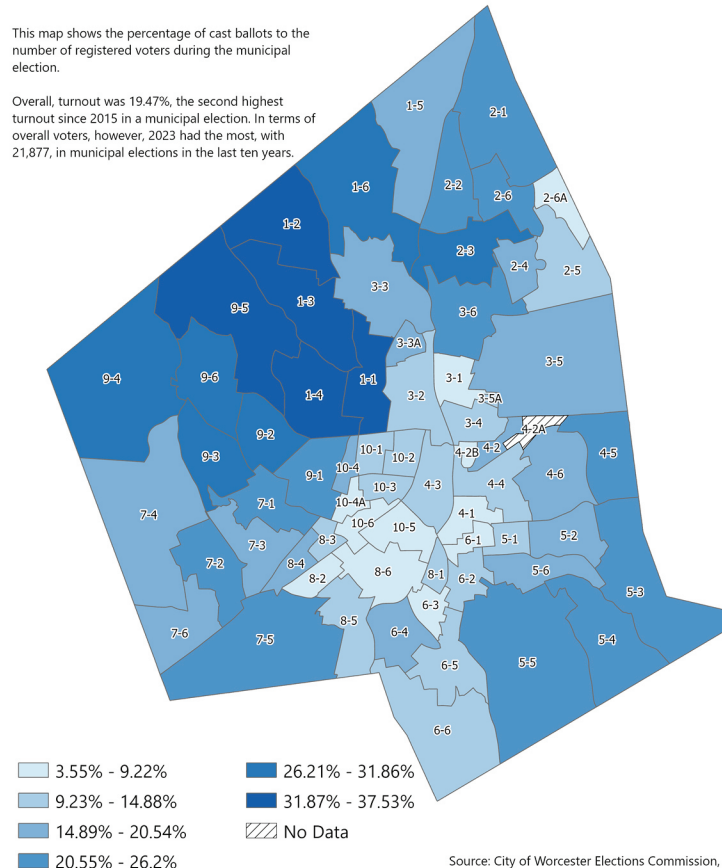 This map shows the percentage of cast ballots to the
number of registered voters during the municipal
election.
Overall, turnout was 19.47%, the second highest
turnout since 2015 in a municipal election. In terms of
overall voters, however, 2023 had the most, with
21,877, in municipal elections in the last ten years.
1-5
2-1
1-6
2-2
2-6
2-6A
1-2
2-3
2-4
2-5
3-3
1-3
9-5
3-6
3-3A
3-5
9-4
9-6
1-4
1-1
3-1
3-2
3-5A
3-4
4-2A
9-2
9-3
10-1
10-2
4-2B
4-2
4-5
10-4
9-1
4-6
10-3
4-3
4-4
7-1
10-4A
7-4
4-1
10-6
10-5
8-3
6-1
5-1
5-2
7-3
7-2
8-4
8-2
8-6
8-1
6-2
5-6
5-3
6-3
8-5
7-6
7-5
6-4
5-4
6-5
5-5
6-6
3.55% - 9.22%
26.21% - 31.86%
9.23% - 14.88%
31.87% - 37.53%
14.89% - 20.54%
No Data
20.55% - 26.2%
Source: City of Worcester Elections Commission,